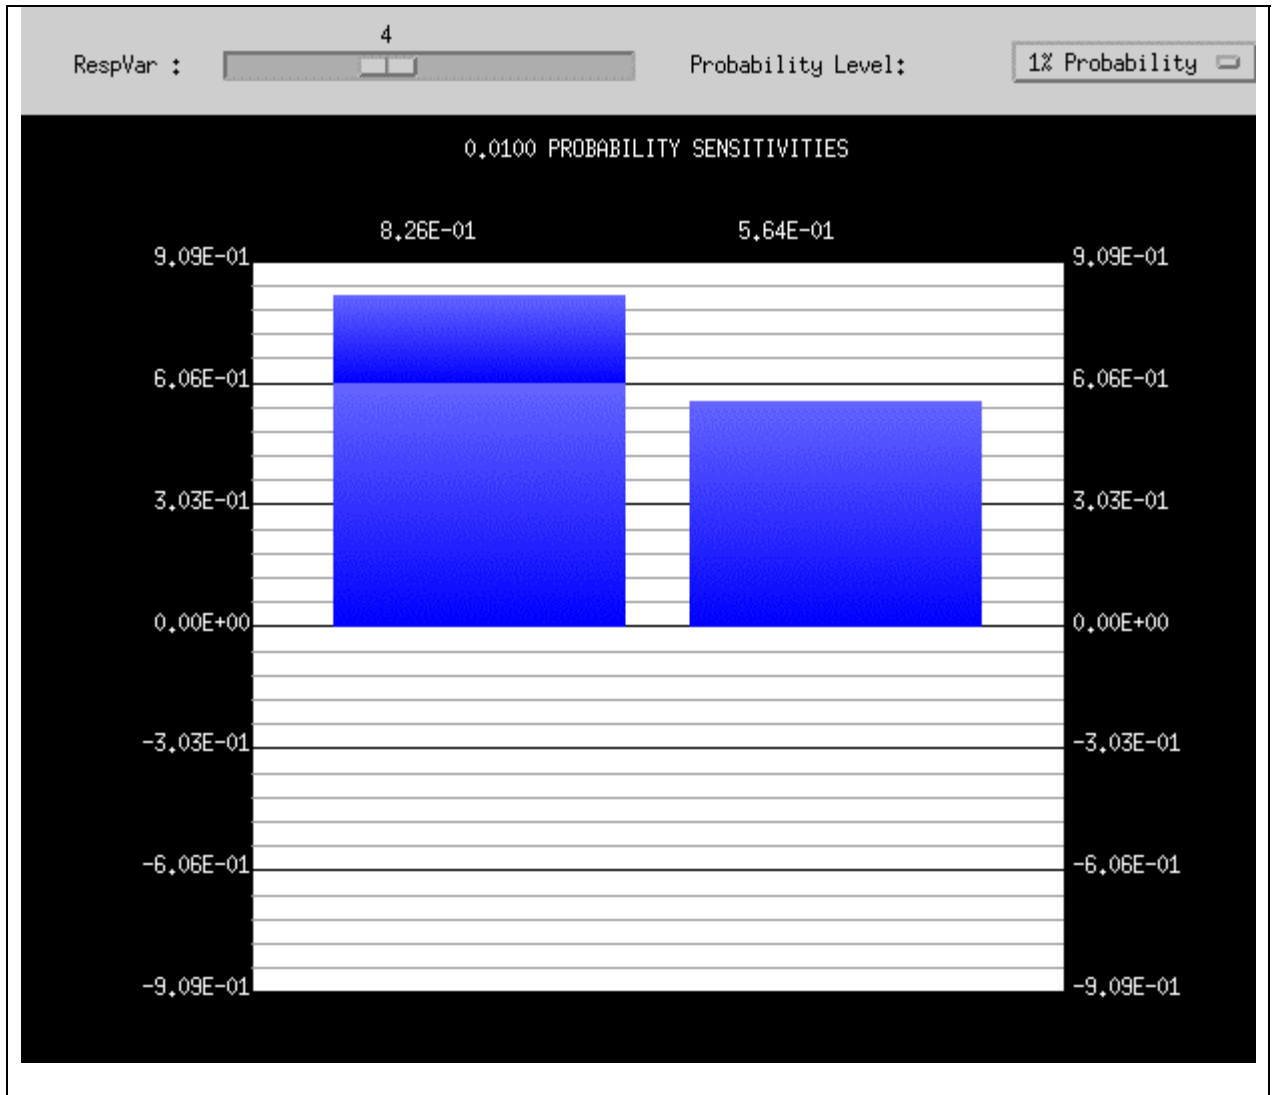 4
RespVar : Probability Level: 1% Probability
0.0100 PROBABILITY SENSITIVITIES
8.26E-01 5.64E-01
9.09E-01 9.09E-01
6.06E-01 6.06E-01
3.03E-01 3.03E-01
0.00E+00 0.00E+00
-3.03E-01 -3.03E-01
-6.06E-01 -6.06E-01
-9.09E-01 -9.09E-01